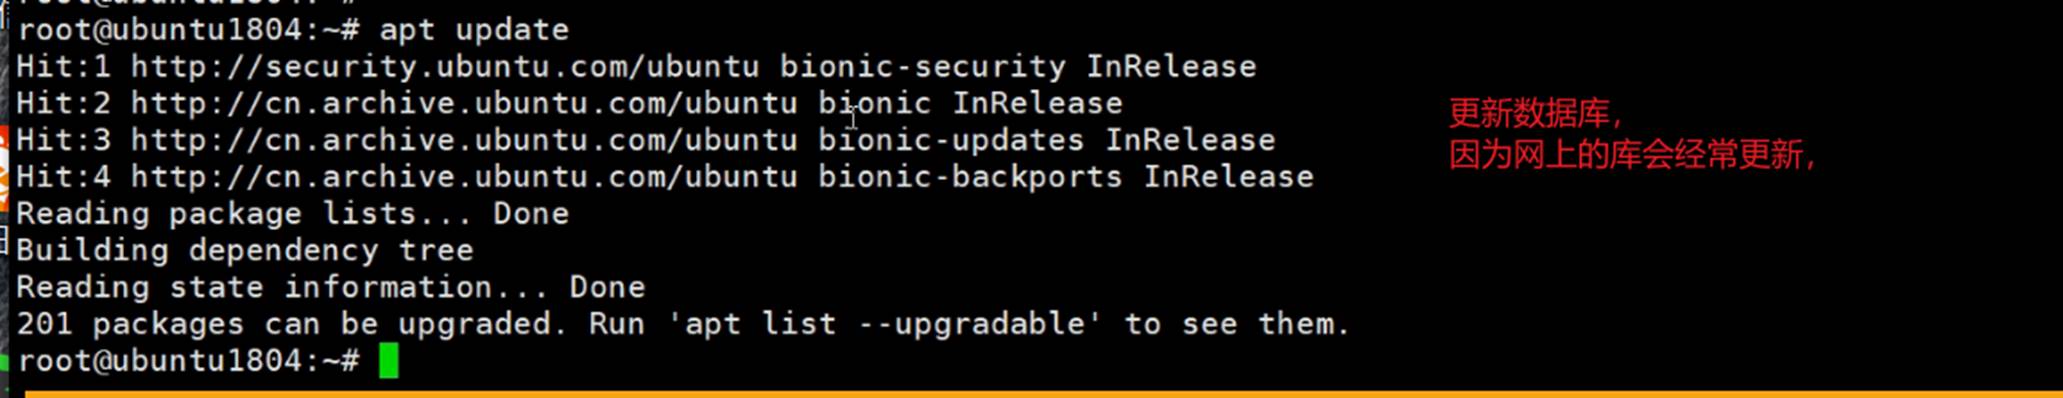 root@ubuntu1804:~# apt update
Hit:1 http://security.ubuntu.com/ubuntu bionic-security InRelease
Hit:2 http://cn.archive.ubuntu.com/ubuntu bionic InRelease
Hit:3 http://cn.archive.ubuntu.com/ubuntu bionic-updates InRelease
Hit:4 http://cn.archive.ubuntu.com/ubuntu bionic-backports InRelease
更新数据库，
因为网上的库会经常更新，
Reading package lists... Done
Building dependency tree
Reading state information... Done
201 packages can be upgraded. Run 'apt list --upgradable' to see them.
root@ubuntu1804:~#